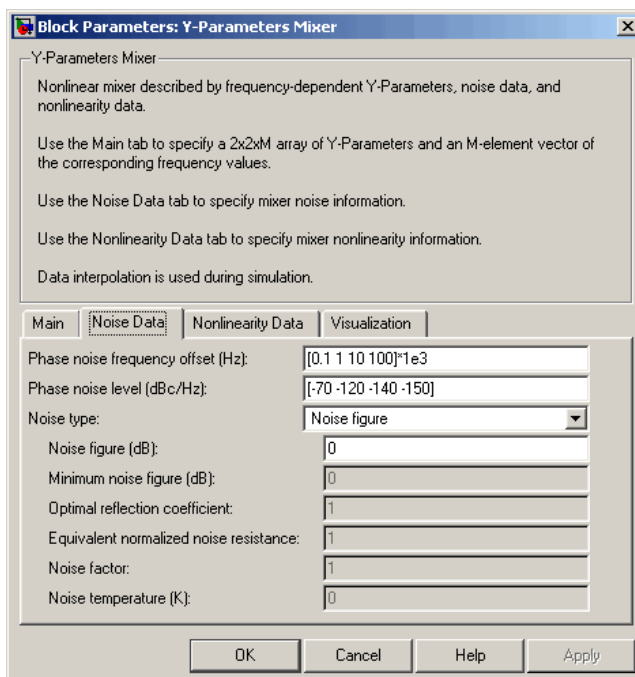 Block Parameters: Y-Parameters Mixer
Y-Parameters Mixer
Nonlinear mixer described by frequency-dependent Y-Parameters, noise data, and
nonlinearity data.
Use the Main tab to specify a 2x2xM array of Y-Parameters and an M-element vector of
the corresponding frequency values.
Use the Noise Data tab to specify mixer noise information.
Use the Nonlinearity Data tab to specify mixer nonlinearity information.
Data interpolation is used during simulation.
Main Noise Data Nonlinearity Data Visualization
Phase noise frequency offset (Hz): [0.1 1 10 100]*1e3
Phase noise level (dBc/Hz): [-70 -120 -140 -150]
Noise type: Noise figure
Noise figure (dB): 0
Minimum noise figure (dB): 0
Optimal reflection coefficient: 1
Equivalent normalized noise resistance: 1
Noise factor: 1
Noise temperature (K): 0
OK Cancel Help Apply